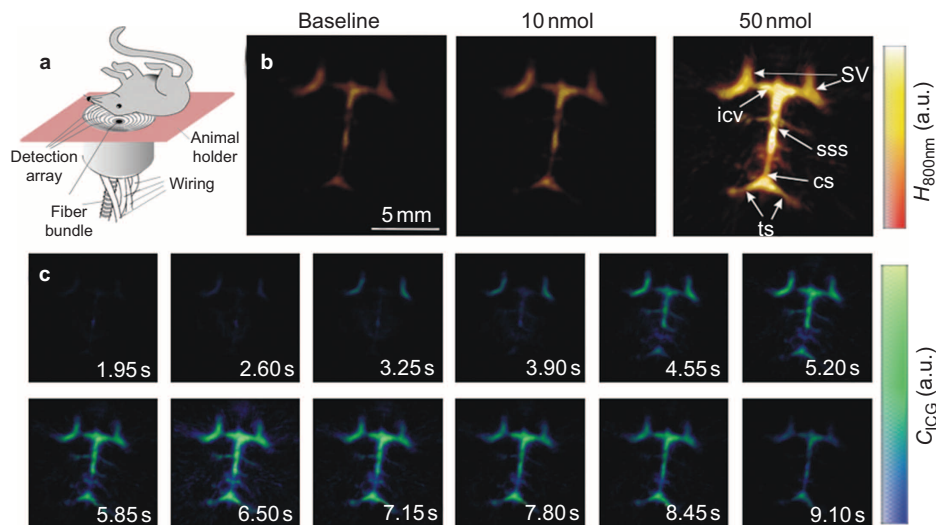 Baseline
10 nmol
50 nmol
a
b
SV
icv
sss
cs
ts
Detection
array
Animal
holder
Wiring
Fiber
bundle
5 mm
H800nm (a.u.)
c
1.95 s
2.60 s
3.25 s
3.90 s
4.55 s
5.20 s
5.85 s
6.50 s
7.15 s
7.80 s
8.45 s
9.10 s
CICG (a.u.)